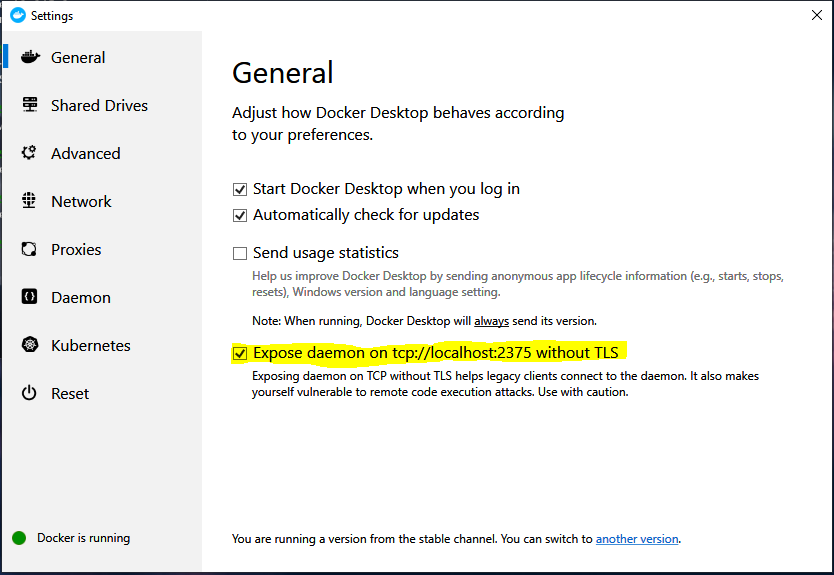 Settings
General
Shared Drives
Advanced
Network
Proxies
Daemon
Kubernetes
Reset
Docker is running
General
Adjust how Docker Desktop behaves according
to your preferences.
Start Docker Desktop when you log in
Automatically check for updates
Send usage statistics
Help us improve Docker Desktop by sending anonymous app lifecycle information (e.g., starts, stops,
resets), Windows version and language setting.
Note: When running, Docker Desktop will always send its version.
Expose daemon on tcp://localhost:2375 without TLS
Exposing daemon on TCP without TLS helps legacy clients connect to the daemon. It also makes
yourself vulnerable to remote code execution attacks. Use with caution.
You are running a version from the stable channel. You can switch to another version.